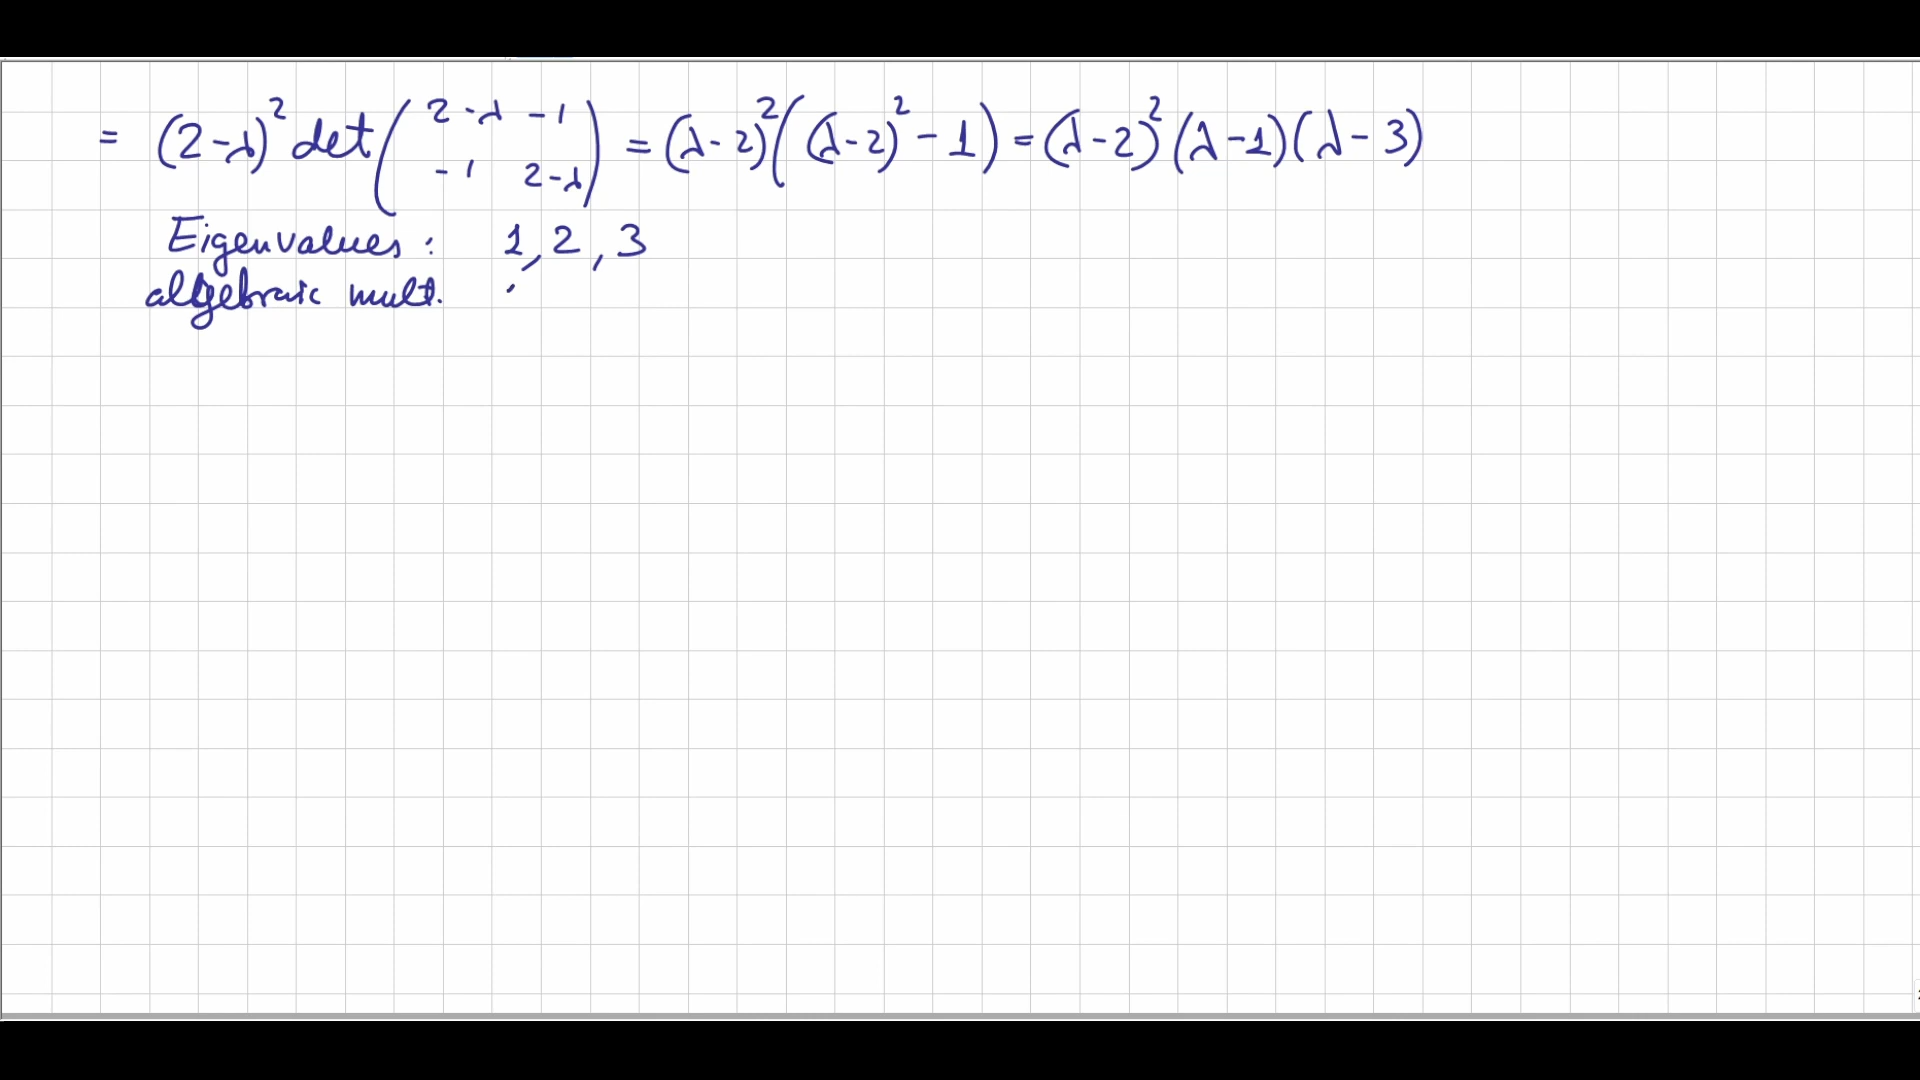 = (2-λ)² det( 2-λ -1 ; -1 2-λ ) = (λ-2)²((λ-2)² - 1) = (λ-2)²(λ-1)(λ-3)
Eigenvalues: 1, 2, 3
algebraic mult.